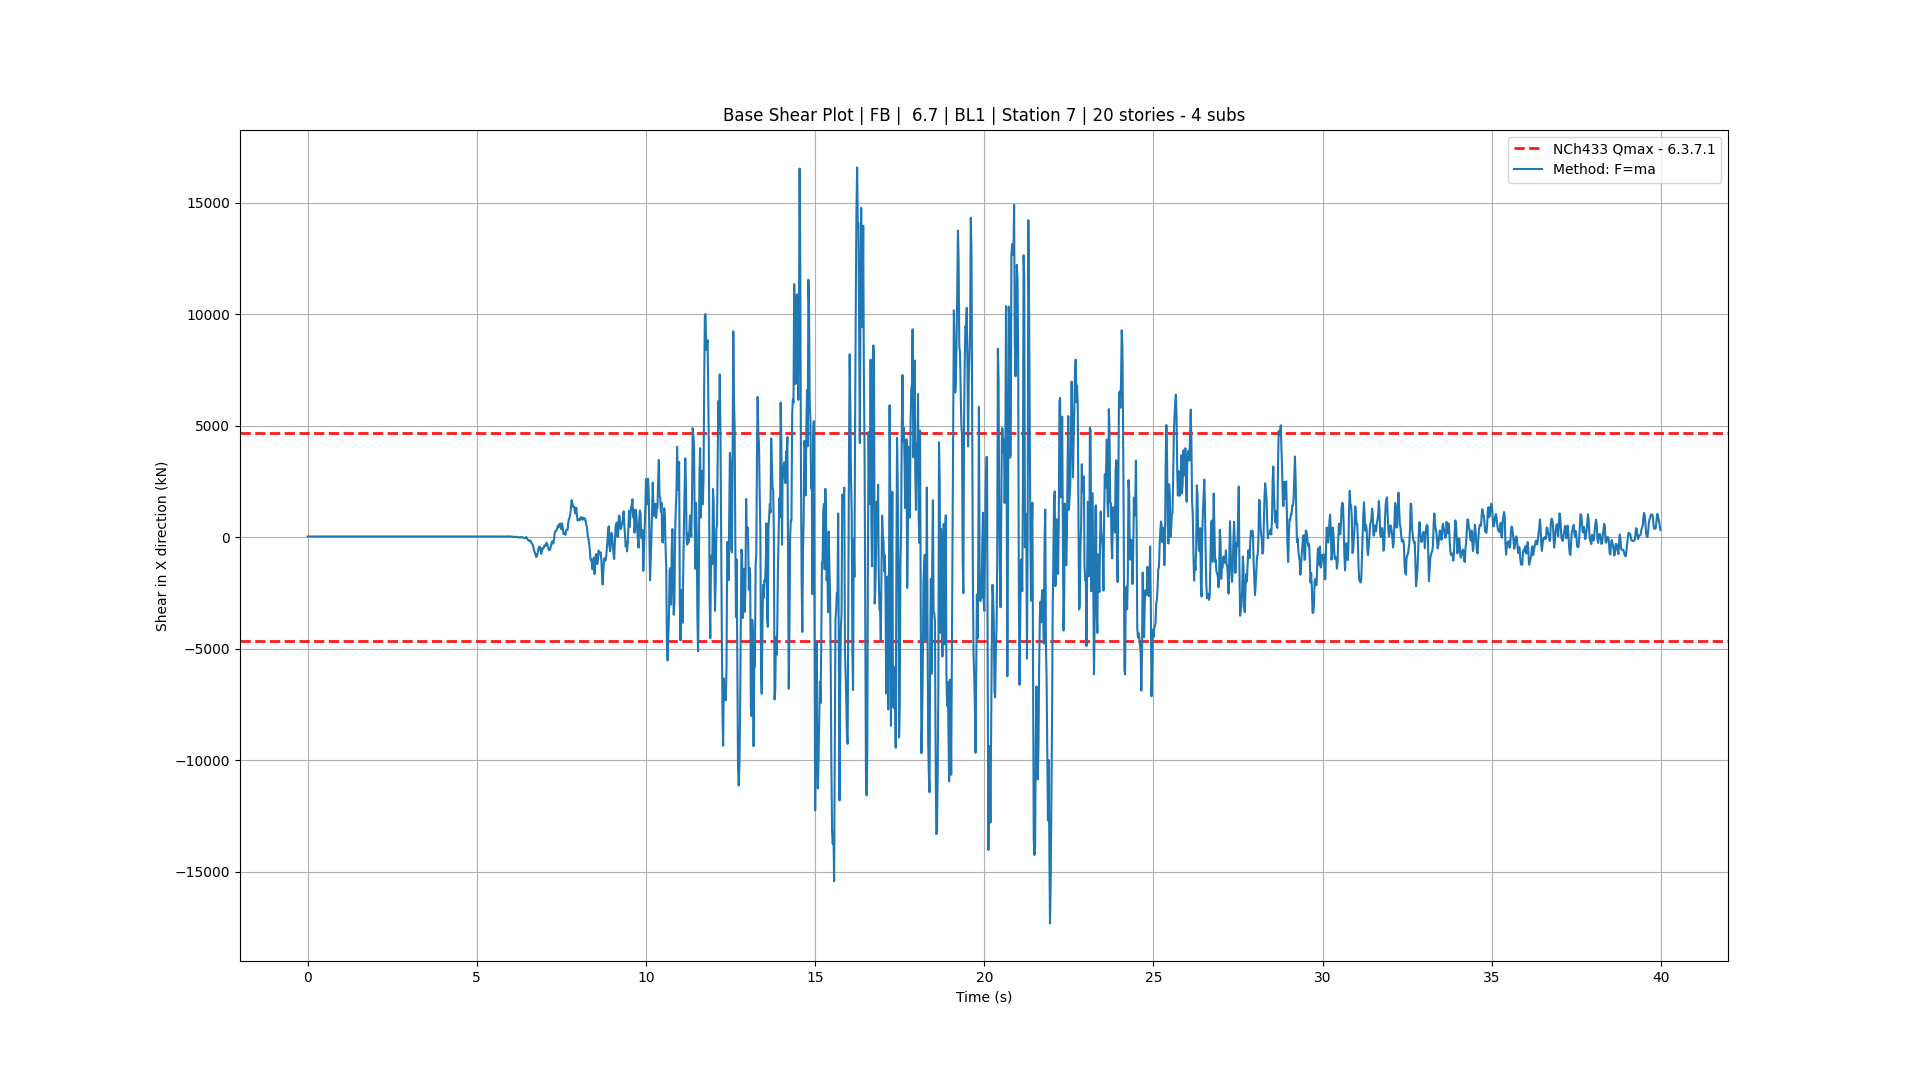 Base Shear Plot | FB |  6.7 | BL1 | Station 7 | 20 stories - 4 subs
NCh433 Qmax - 6.3.7.1
Method: F=ma
15000
10000
5000
0
−5000
−10000
−15000
Shear in X direction (kN)
0 5 10 15 20 25 30 35 40
Time (s)